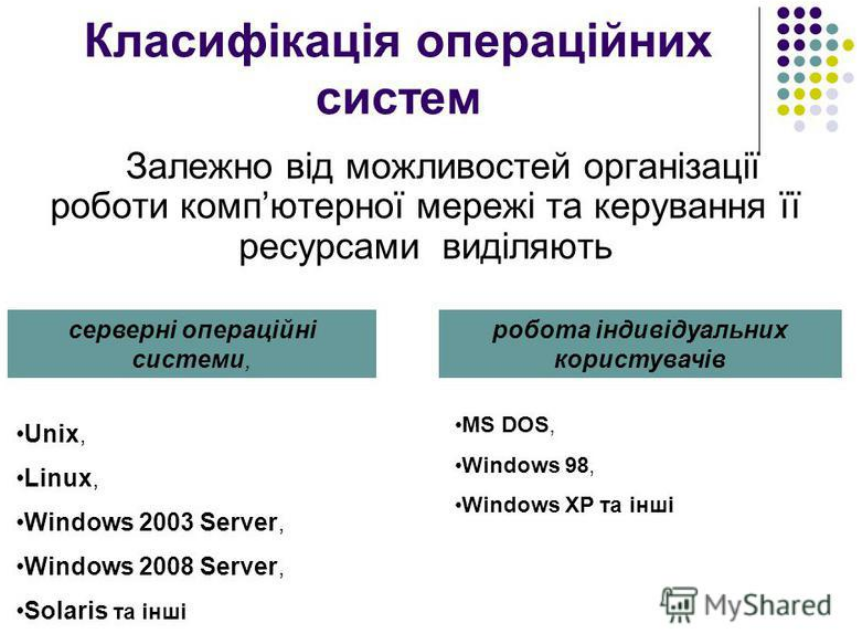 Класифікація операційних
систем
Залежно від можливостей організації
роботи комп’ютерної мережі та керування її
ресурсами виділяють
серверні операційні
системи,
•Unix,
•Linux,
•Windows 2003 Server,
•Windows 2008 Server,
•Solaris та інші
робота індивідуальних
користувачів
•MS DOS,
•Windows 98,
•Windows XP та інші
MyShared